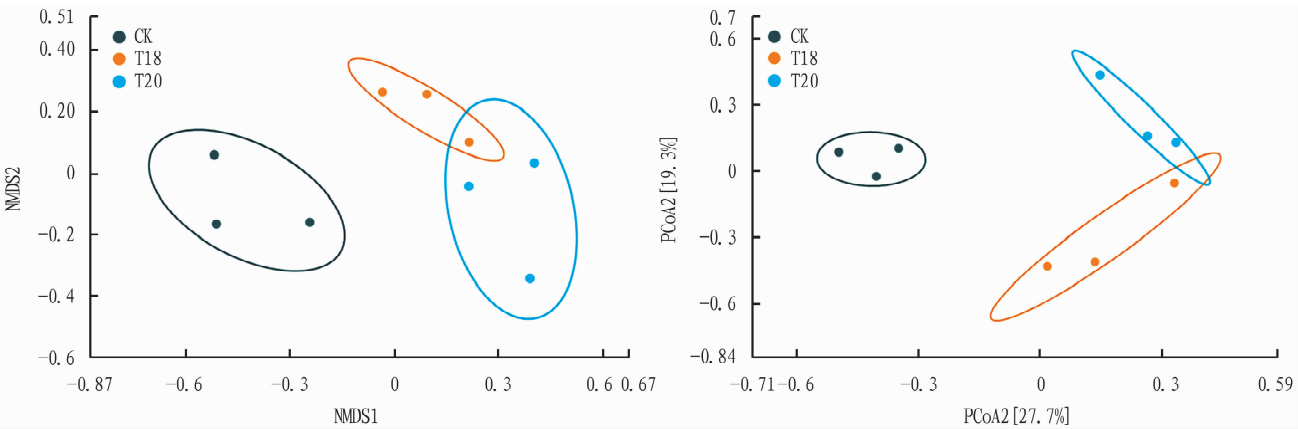 0.51
0.40
0.20
0
-0.2
-0.4
-0.6
NMDS2
CK
T18
T20
-0.87 -0.6 -0.3 0 0.3 0.6 0.67
NMDS1
0.7
0.6
0.3
0
-0.3
-0.6
-0.84
PCoA2[19.3%]
CK
T18
T20
-0.71 -0.6 -0.3 0 0.3 0.59
PCoA2[27.7%]